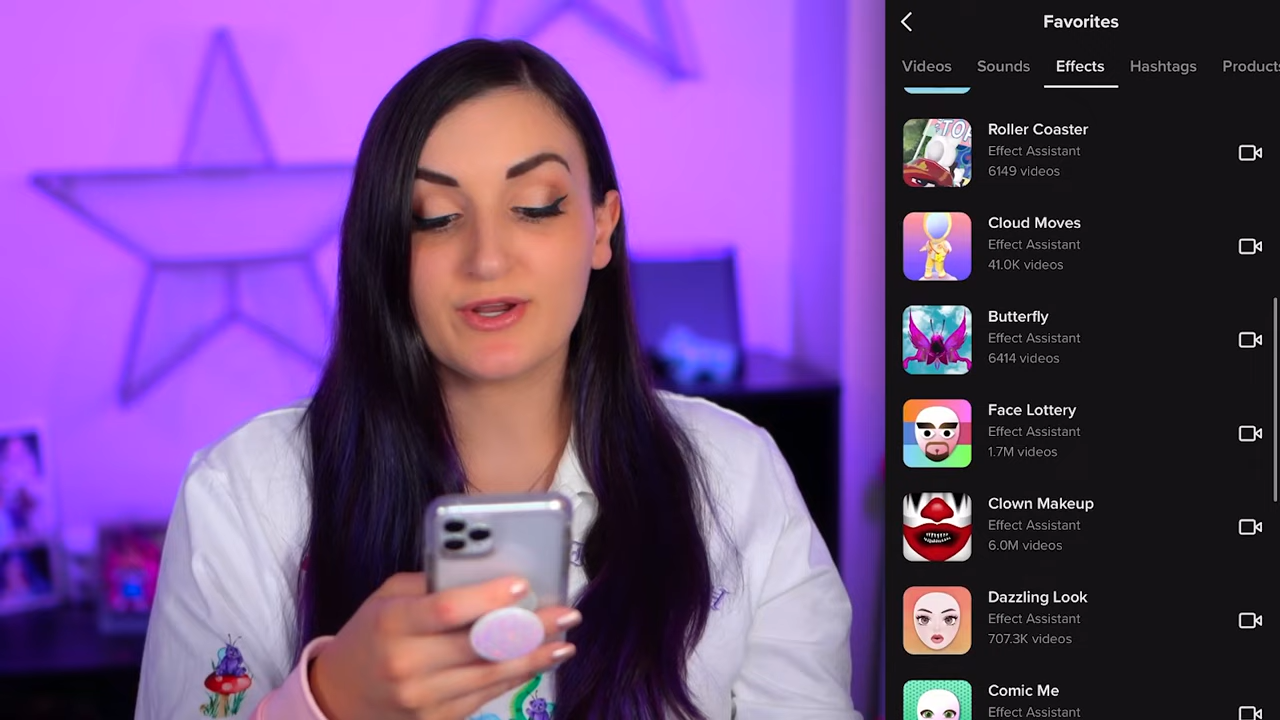 Favorites
Videos Sounds Effects Hashtags Products
STOP
Roller Coaster
Effect Assistant
6149 videos
Cloud Moves
Effect Assistant
41.0K videos
Butterfly
Effect Assistant
6414 videos
Face Lottery
Effect Assistant
1.7M videos
Clown Makeup
Effect Assistant
6.0M videos
Dazzling Look
Effect Assistant
707.3K videos
Comic Me
Effect Assistant